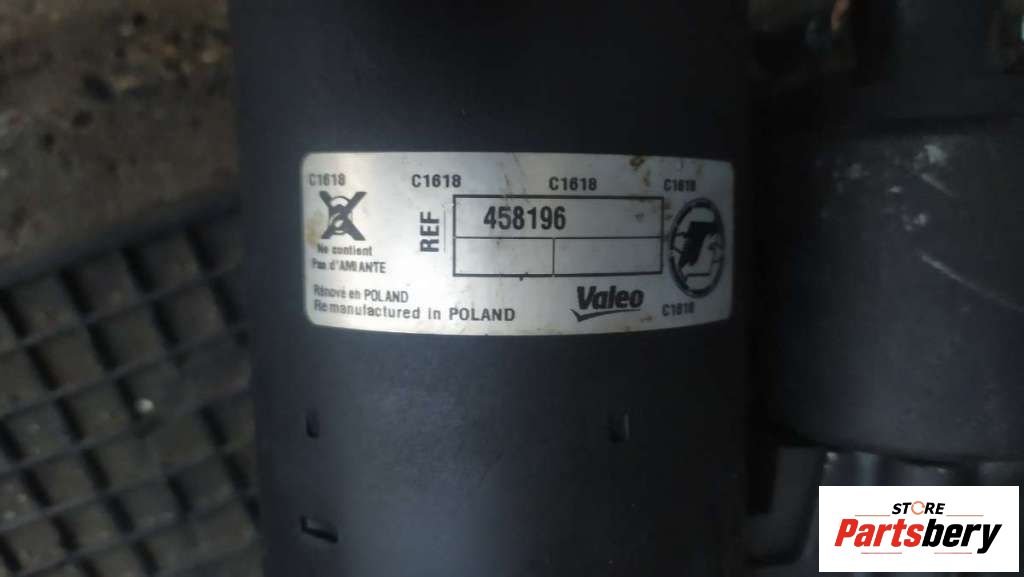 C1618 C1618 C1618 C1618
REF 458196
Ne contient
Pas d'AMIANTE
Rénové en POLAND
Remanufactured in POLAND
Valeo
C1618
STORE
Partsbery